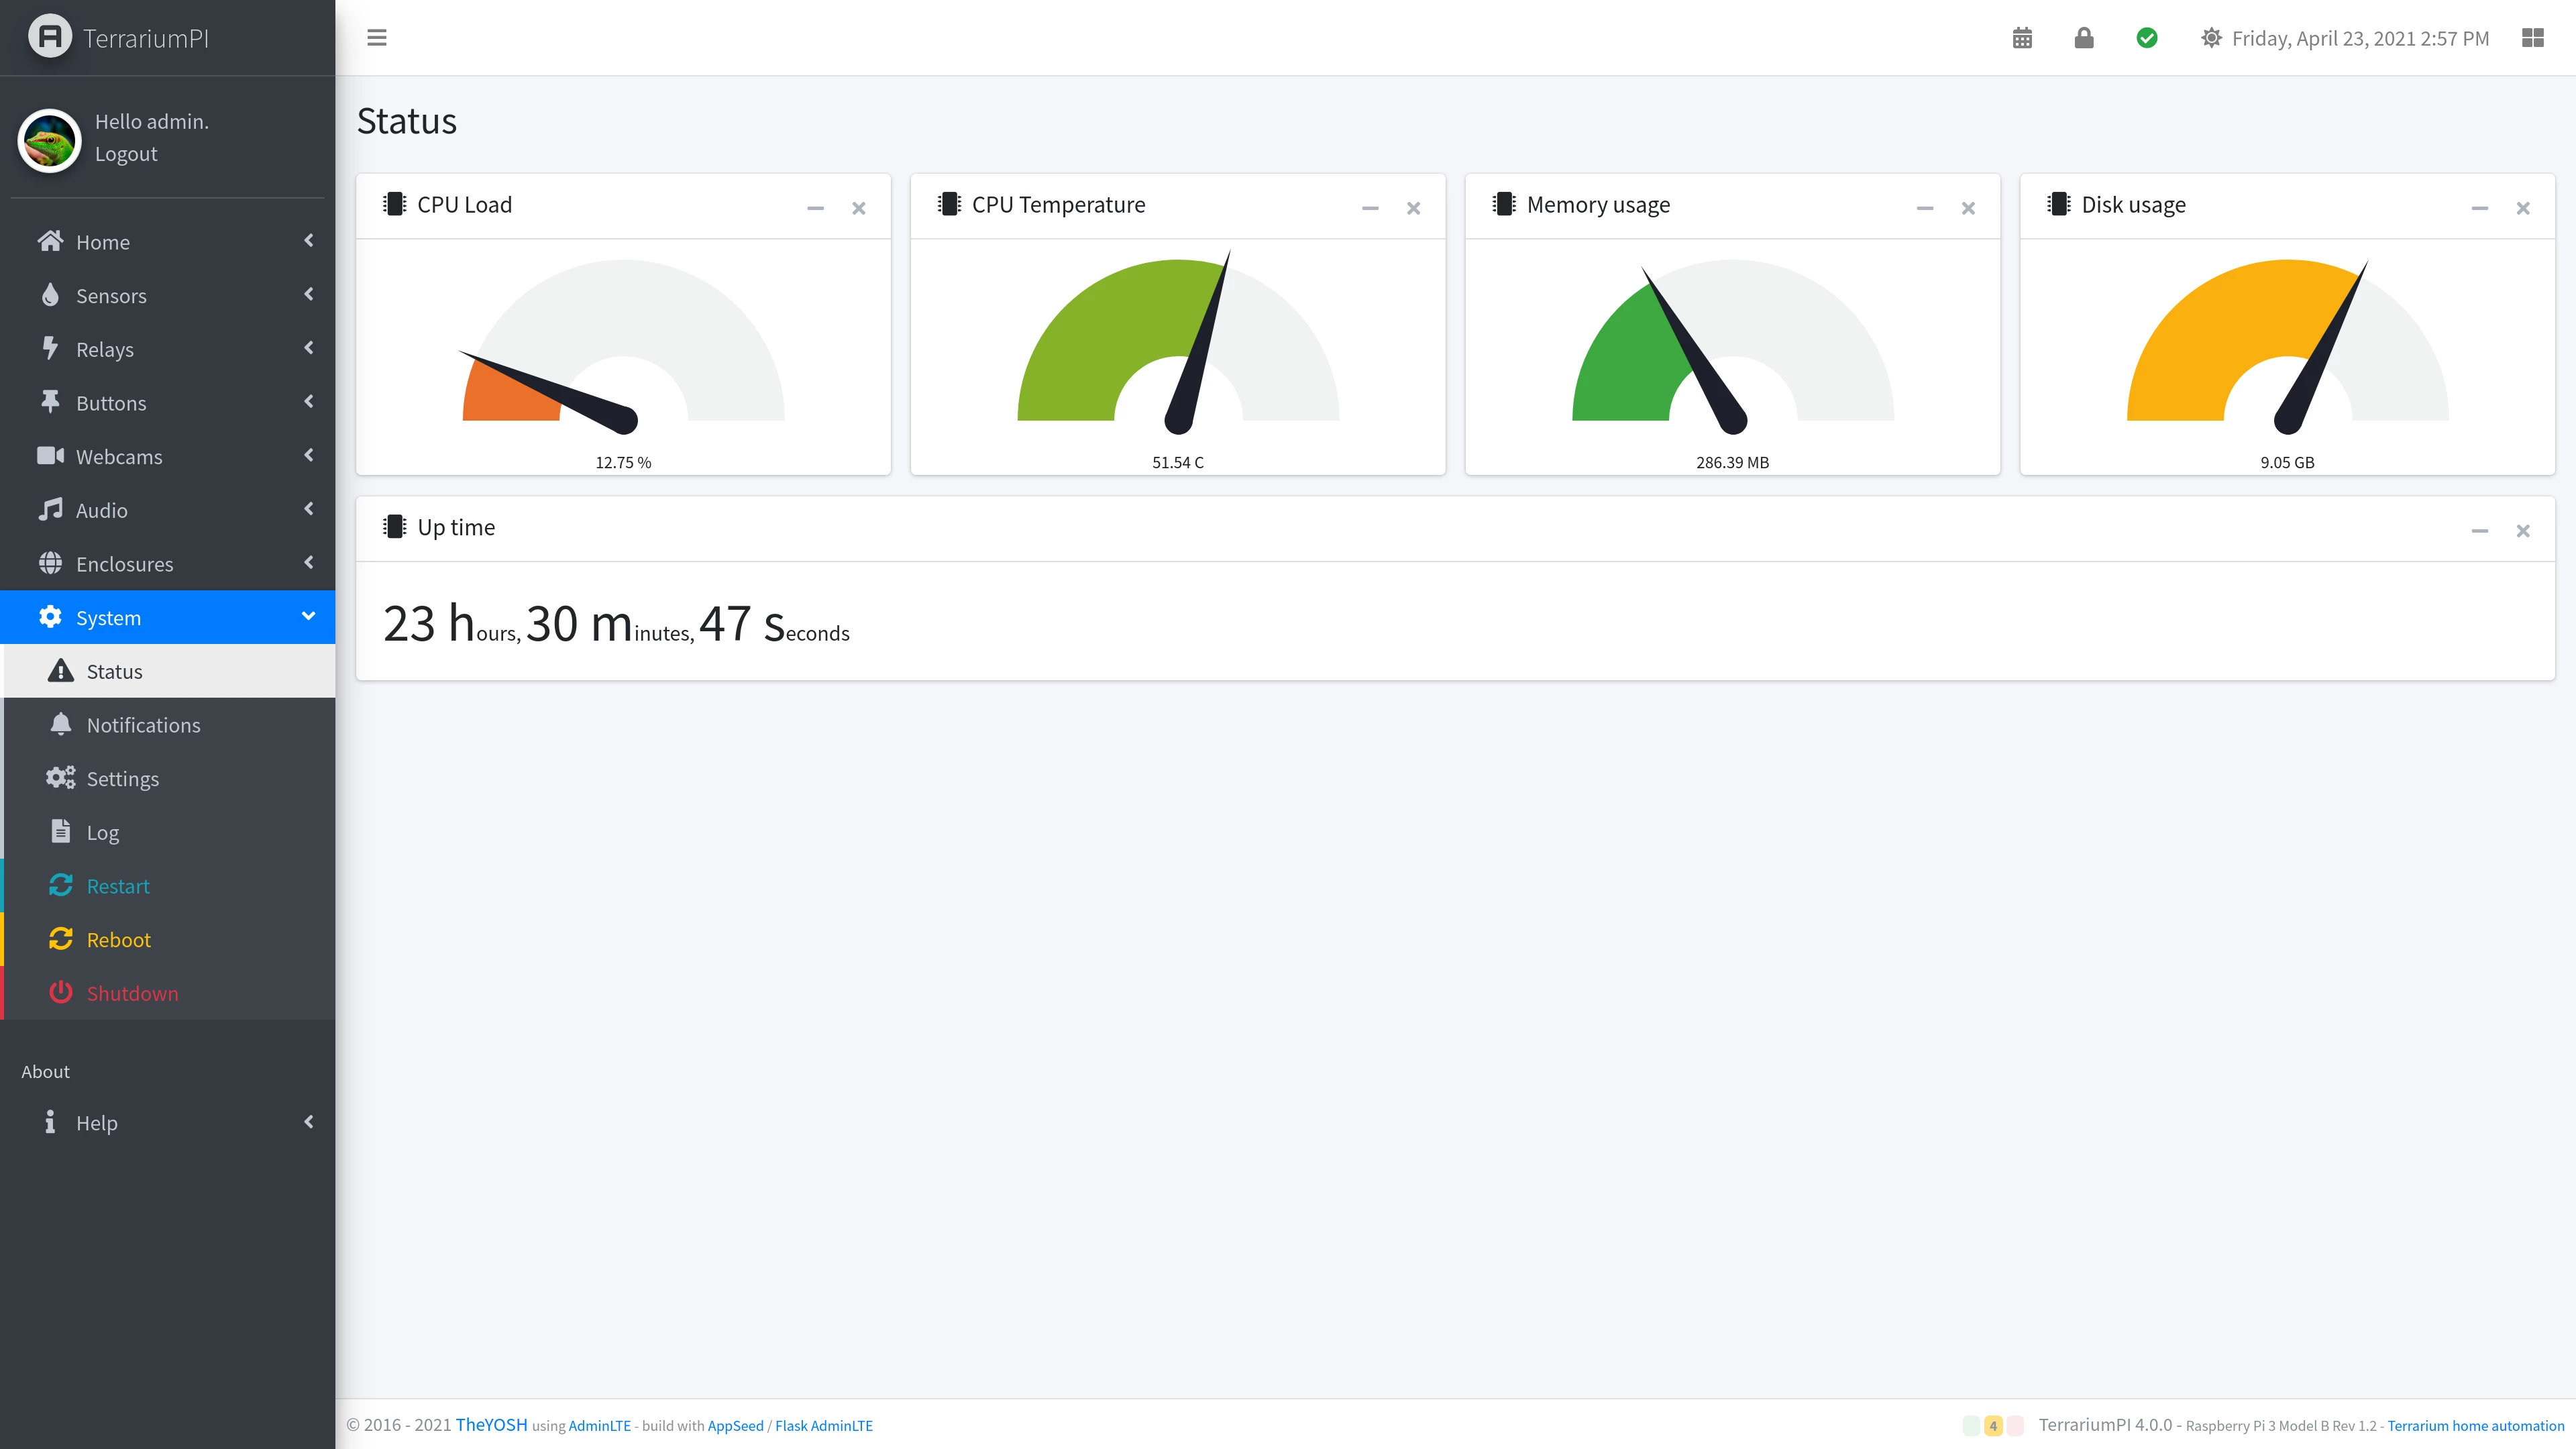 TerrariumPI
Friday, April 23, 2021 2:57 PM
Hello admin.
Logout
Home
Sensors
Relays
Buttons
Webcams
Audio
Enclosures
System
Status
Notifications
Settings
Log
Restart
Reboot
Shutdown
About
Help
Status
CPU Load
12.75 %
CPU Temperature
51.54 C
Memory usage
286.39 MB
Disk usage
9.05 GB
Up time
23 hours, 30 minutes, 47 seconds
© 2016 - 2021 TheYOSH using AdminLTE - build with AppSeed / Flask AdminLTE
4 TerrariumPI 4.0.0 - Raspberry Pi 3 Model B Rev 1.2 - Terrarium home automation